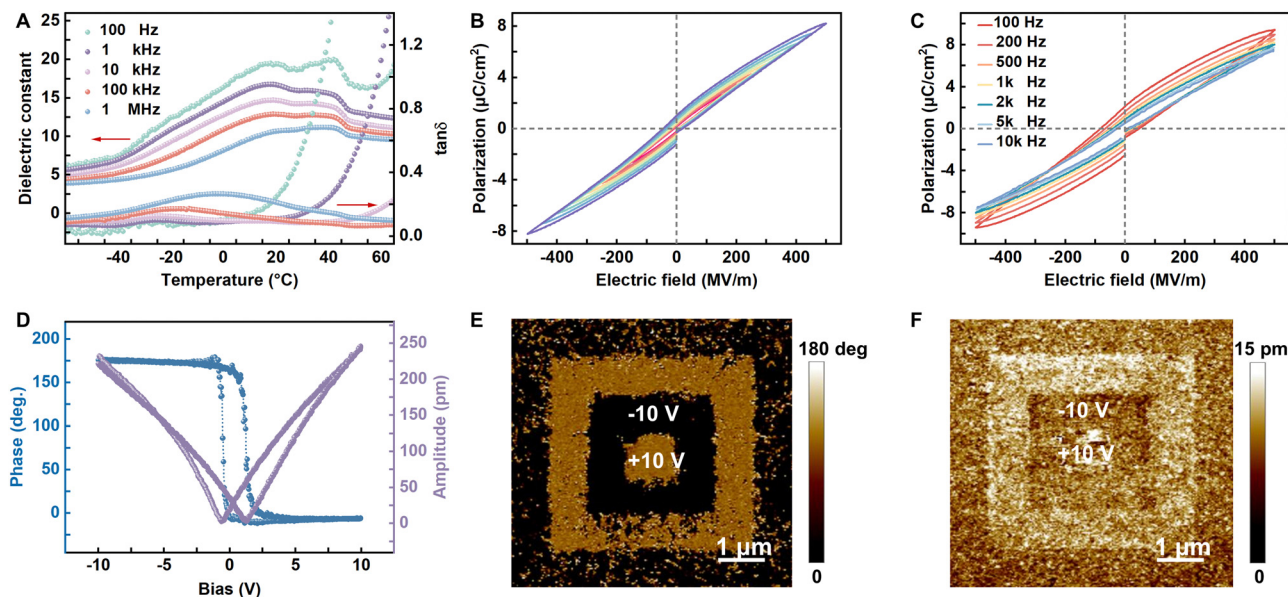 A
Dielectric constant
25
20
15
10
5
0
100 Hz
1 kHz
10 kHz
100 kHz
1 MHz
1.2
0.8
0.4
0.0
tanδ
-40 -20 0 20 40 60
Temperature (°C)
B
Polarization (μC/cm²)
8
4
0
-4
-8
-400 -200 0 200 400
Electric field (MV/m)
C
Polarization (μC/cm²)
8
4
0
-4
-8
100 Hz
200 Hz
500 Hz
1k Hz
2k Hz
5k Hz
10k Hz
-400 -200 0 200 400
Electric field (MV/m)
D
Phase (deg.)
200
150
100
50
0
250
200
150
100
50
0
Amplitude (pm)
-10 -5 0 5 10
Bias (V)
E
-10 V
+10 V
1 μm
180 deg
0
F
-10 V
+10 V
1 μm
15 pm
0